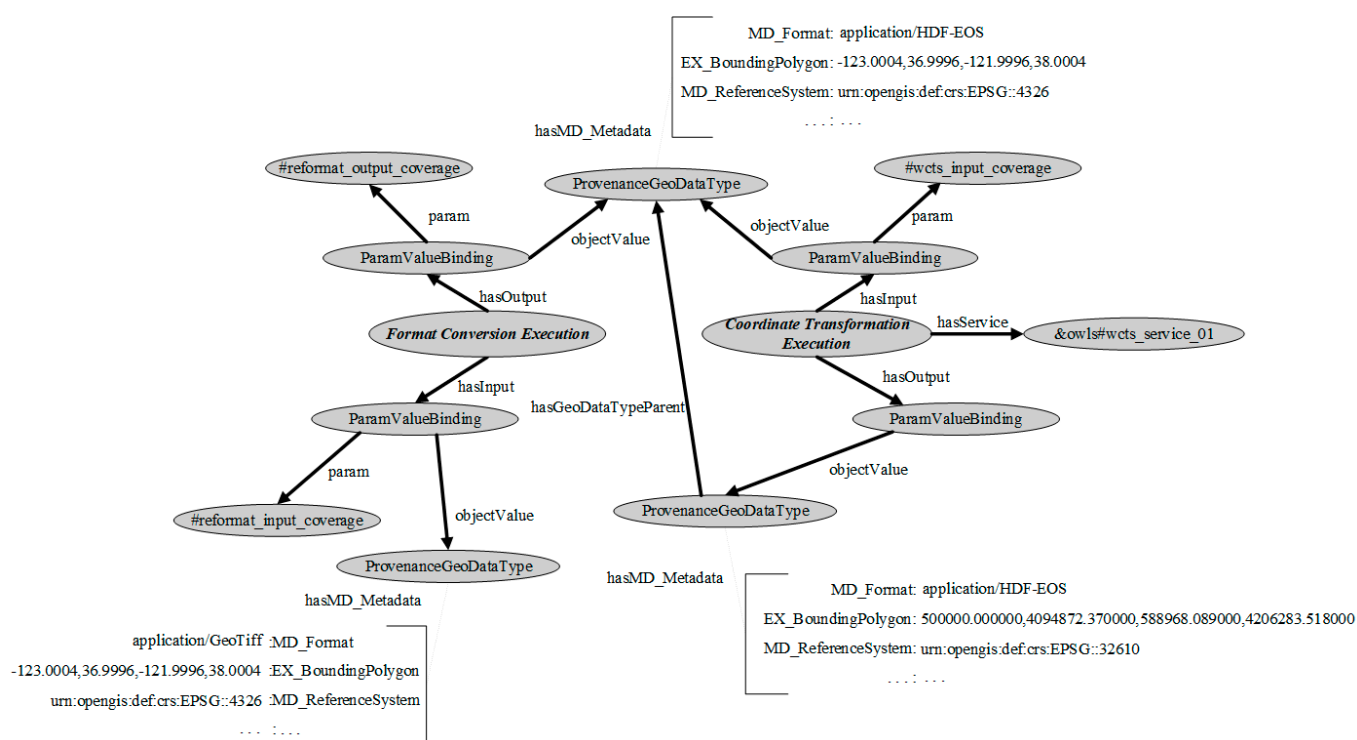 MD_Format: application/HDF-EOS
EX_BoundingPolygon: -123.0004,36.9996,-121.9996,38.0004
MD_ReferenceSystem: urn:opengis:def:crs:EPSG::4326
. . . : . . .
hasMD_Metadata
#reformat_output_coverage
ProvenanceGeoDataType
#wcts_input_coverage
param
objectValue
objectValue
param
ParamValueBinding
ParamValueBinding
hasOutput
hasInput
Format Conversion Execution
Coordinate Transformation
Execution
hasService
&owls#wcts_service_01
hasInput
hasOutput
hasGeoDataTypeParent
ParamValueBinding
ParamValueBinding
param
objectValue
objectValue
#reformat_input_coverage
ProvenanceGeoDataType
ProvenanceGeoDataType
hasMD_Metadata
hasMD_Metadata
MD_Format: application/HDF-EOS
EX_BoundingPolygon: 500000.000000,4094872.370000,588968.089000,4206283.518000
MD_ReferenceSystem: urn:opengis:def:crs:EPSG::32610
. . . : . . .
application/GeoTiff :MD_Format
-123.0004,36.9996,-121.9996,38.0004 :EX_BoundingPolygon
urn:opengis:def:crs:EPSG::4326 :MD_ReferenceSystem
. . . : . . .